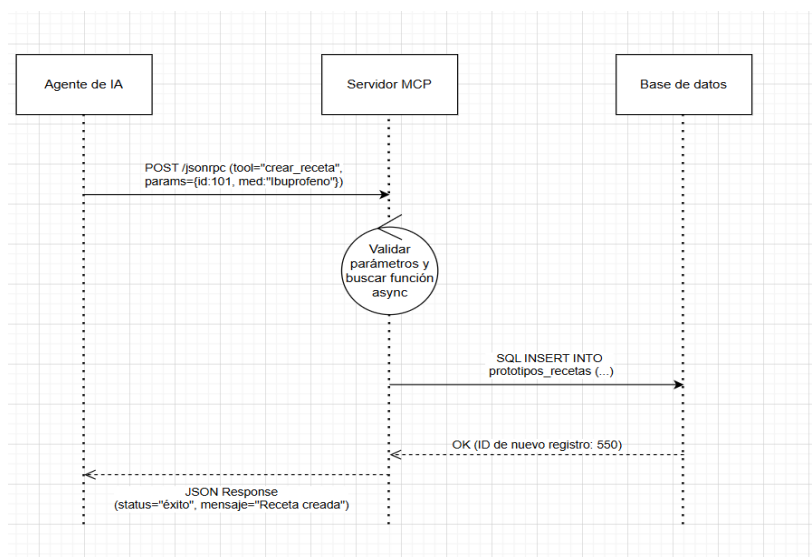 Agente de IA
Servidor MCP
Base de datos
POST /jsonrpc (tool="crear_receta",
params={id:101, med:"Ibuprofeno"})
Validar
parámetros y
buscar función
async
SQL INSERT INTO
prototipos_recetas (...)
OK (ID de nuevo registro: 550)
JSON Response
(status="éxito", mensaje="Receta creada")